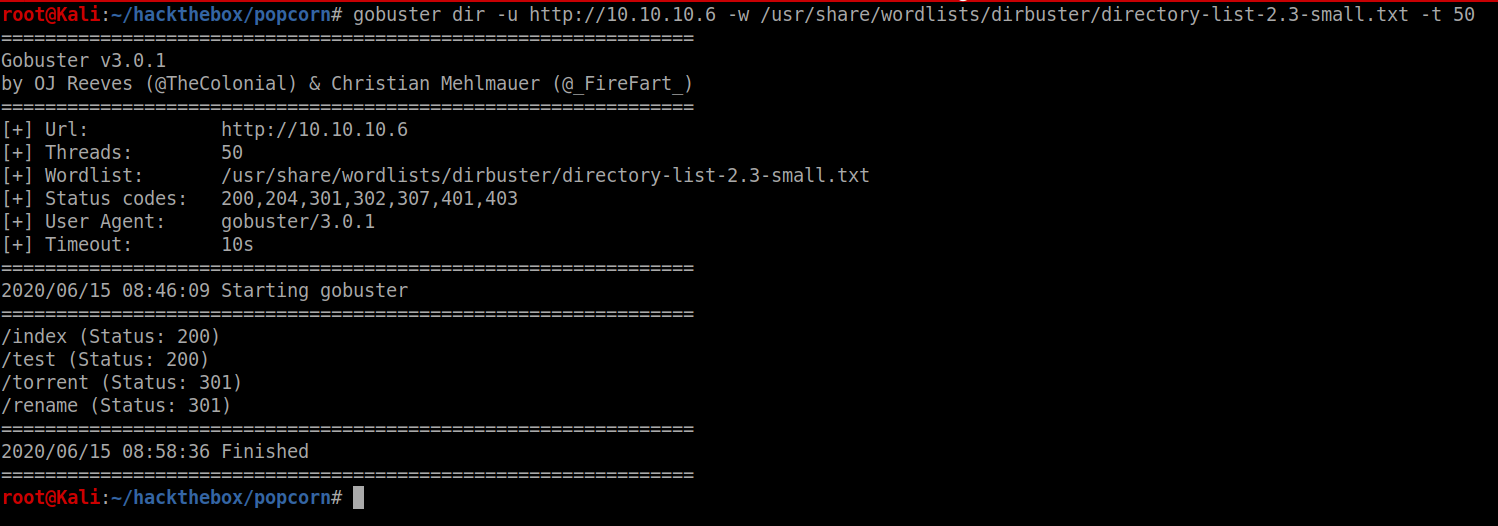 root@Kali:~/hackthebox/popcorn# gobuster dir -u http://10.10.10.6 -w /usr/share/wordlists/dirbuster/directory-list-2.3-small.txt -t 50
===============================================================
Gobuster v3.0.1
by OJ Reeves (@TheColonial) & Christian Mehlmauer (@_FireFart_)
===============================================================
[+] Url:            http://10.10.10.6
[+] Threads:        50
[+] Wordlist:       /usr/share/wordlists/dirbuster/directory-list-2.3-small.txt
[+] Status codes:   200,204,301,302,307,401,403
[+] User Agent:     gobuster/3.0.1
[+] Timeout:        10s
===============================================================
2020/06/15 08:46:09 Starting gobuster
===============================================================
/index (Status: 200)
/test (Status: 200)
/torrent (Status: 301)
/rename (Status: 301)
===============================================================
2020/06/15 08:58:36 Finished
===============================================================
root@Kali:~/hackthebox/popcorn#